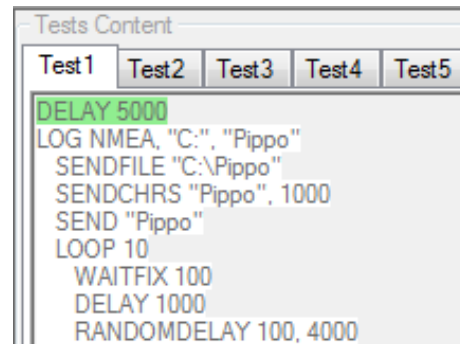 Tests Content
Test1 Test2 Test3 Test4 Test5
DELAY 5000
LOG NMEA, "C:", "Pippo"
SENDFILE "C:\Pippo"
SENDCHRS "Pippo", 1000
SEND "Pippo"
LOOP 10
WAITFIX 100
DELAY 1000
RANDOMDELAY 100, 4000